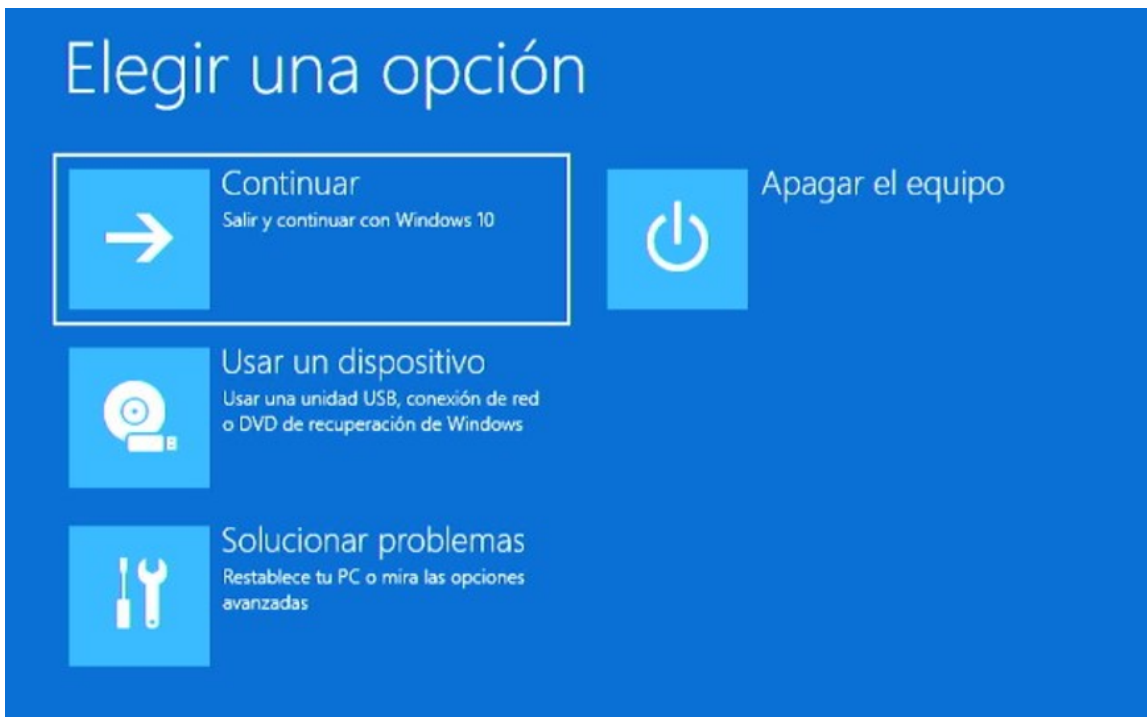 Elegir una opción
Continuar
Salir y continuar con Windows 10
Apagar el equipo
Usar un dispositivo
Usar una unidad USB, conexión de red
o DVD de recuperación de Windows
Solucionar problemas
Restablece tu PC o mira las opciones
avanzadas